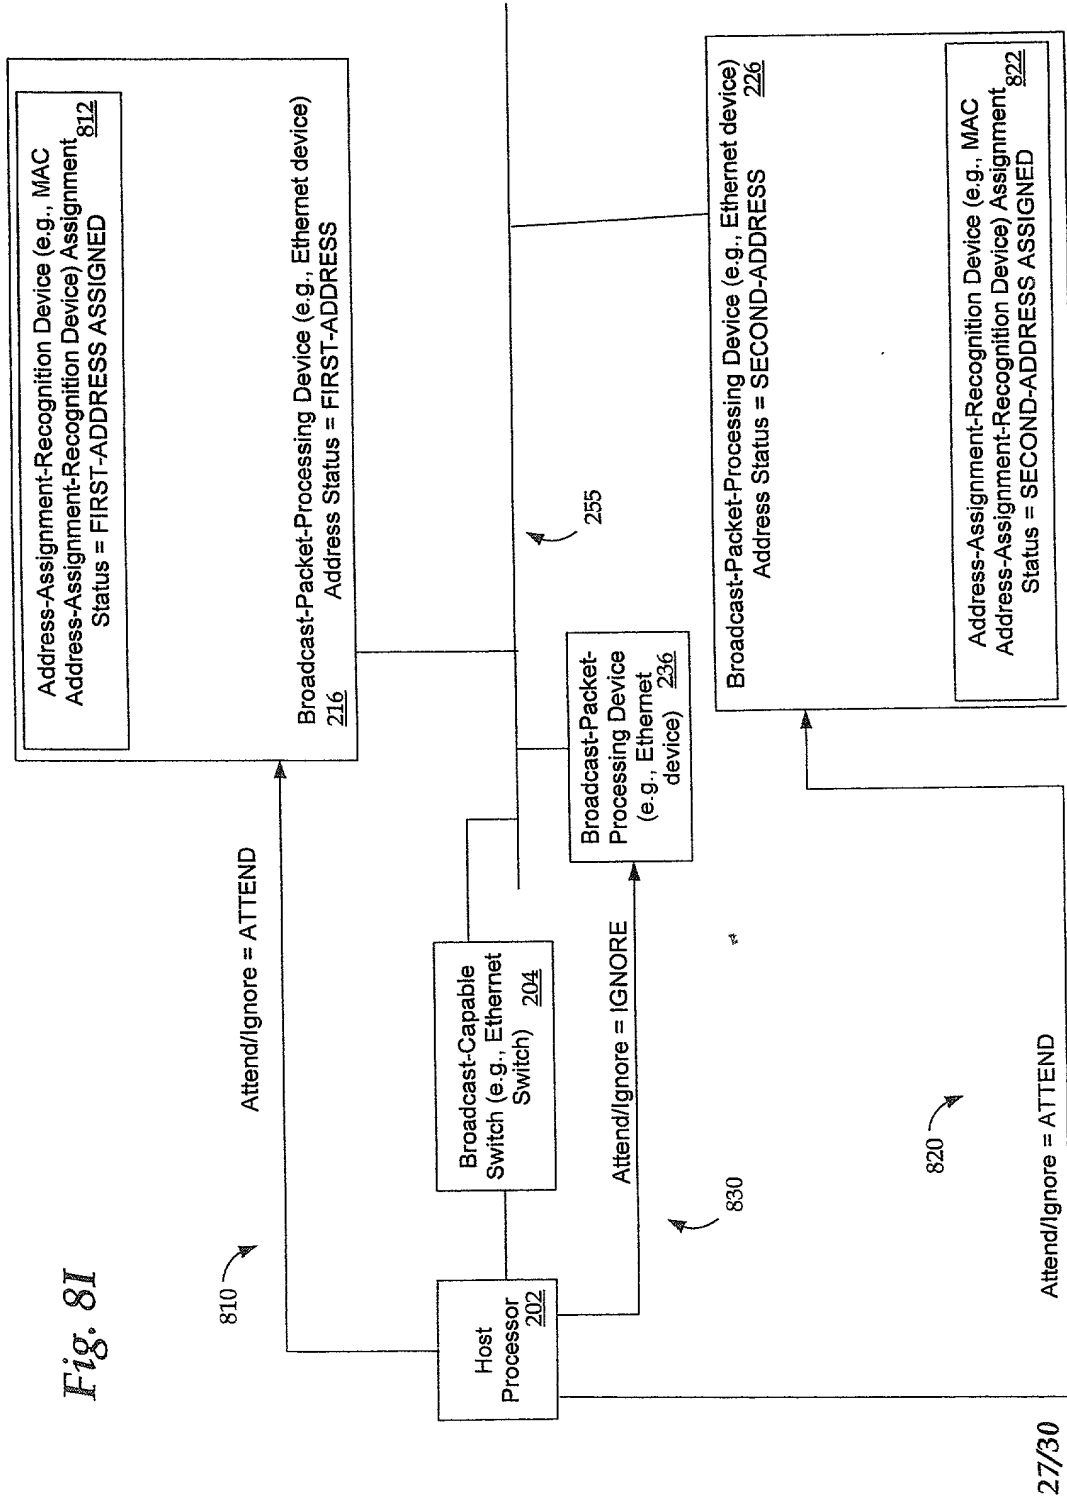 Fig. 8I
Address-Assignment-Recognition Device (e.g., MAC
Address-Assignment-Recognition Device) Assignment
Status = FIRST-ADDRESS ASSIGNED
812
Broadcast-Packet-Processing Device (e.g., Ethernet device)
216
Address Status = FIRST-ADDRESS
810
Attend/Ignore = ATTEND
Host
Processor
202
Broadcast-Capable
Switch (e.g., Ethernet
Switch)
204
255
Broadcast-Packet-
Processing Device
(e.g., Ethernet
device)
236
Attend/Ignore = IGNORE
830
Broadcast-Packet-Processing Device (e.g., Ethernet device)
Address Status = SECOND-ADDRESS
226
Address-Assignment-Recognition Device (e.g., MAC
Address-Assignment-Recognition Device) Assignment
Status = SECOND-ADDRESS ASSIGNED
822
820
Attend/Ignore = ATTEND
27/30